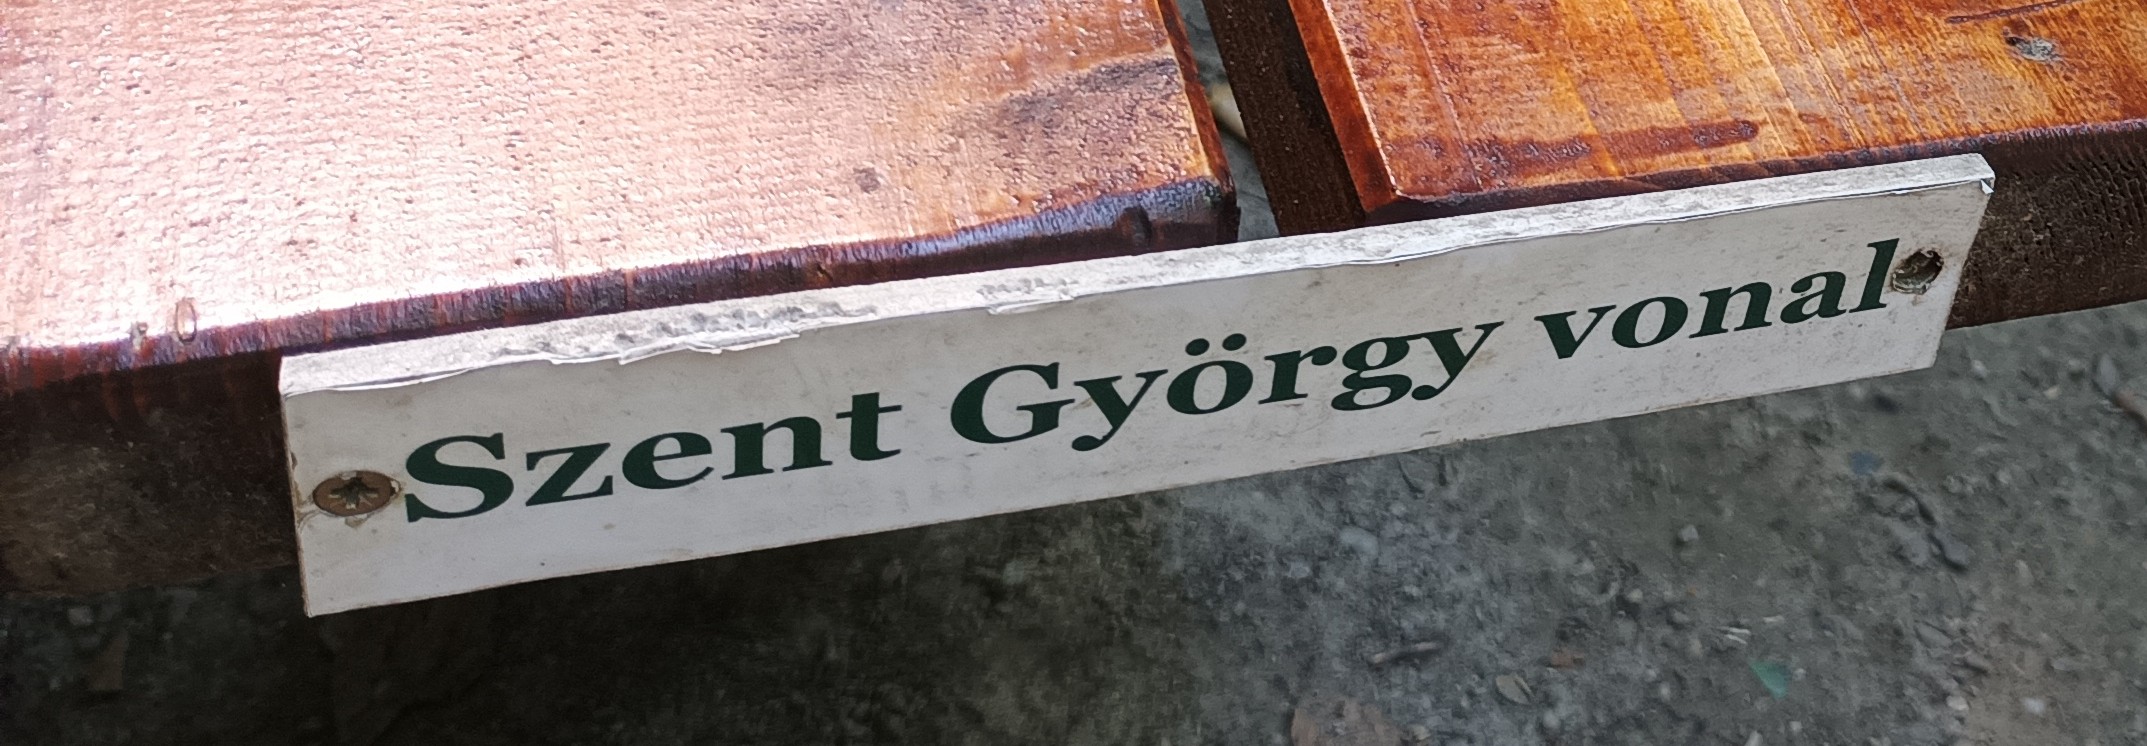 Szent György vonal